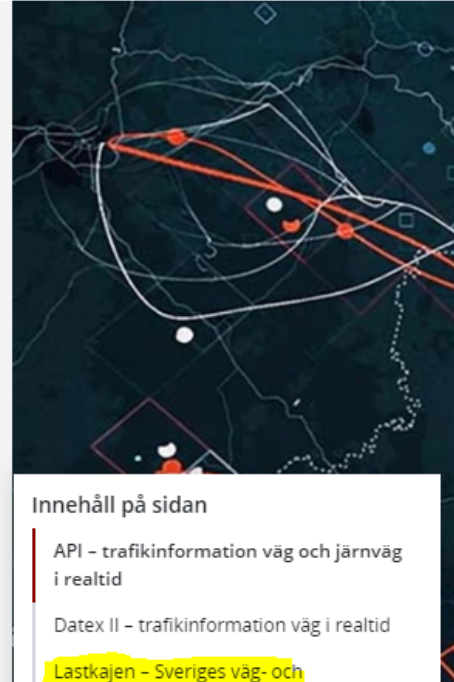 Innehåll på sidan
API – trafikinformation väg och järnväg
i realtid
Datex II – trafikinformation väg i realtid
Lastkajen – Sveriges väg- och